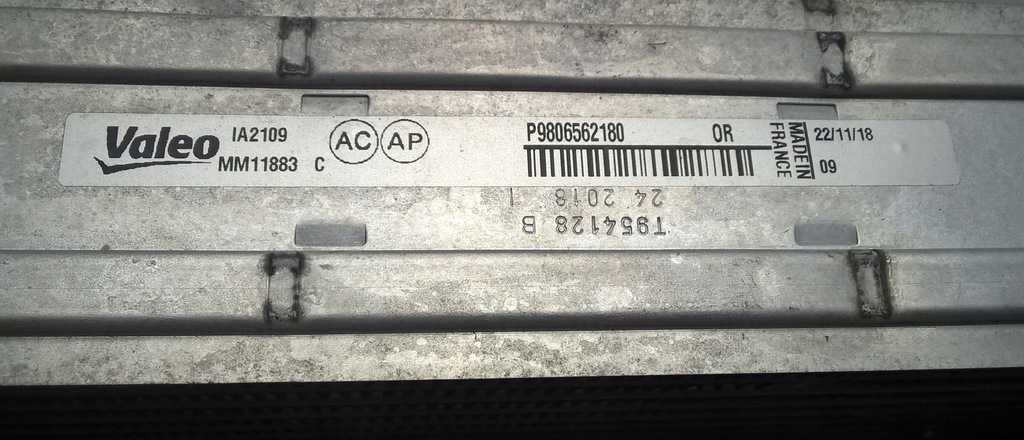 Valeo
IA2109
MM11883 C
AC AP
P9806562180 OR
MADE IN
FRANCE
22/11/18
09
T954128 B
24 2018 1